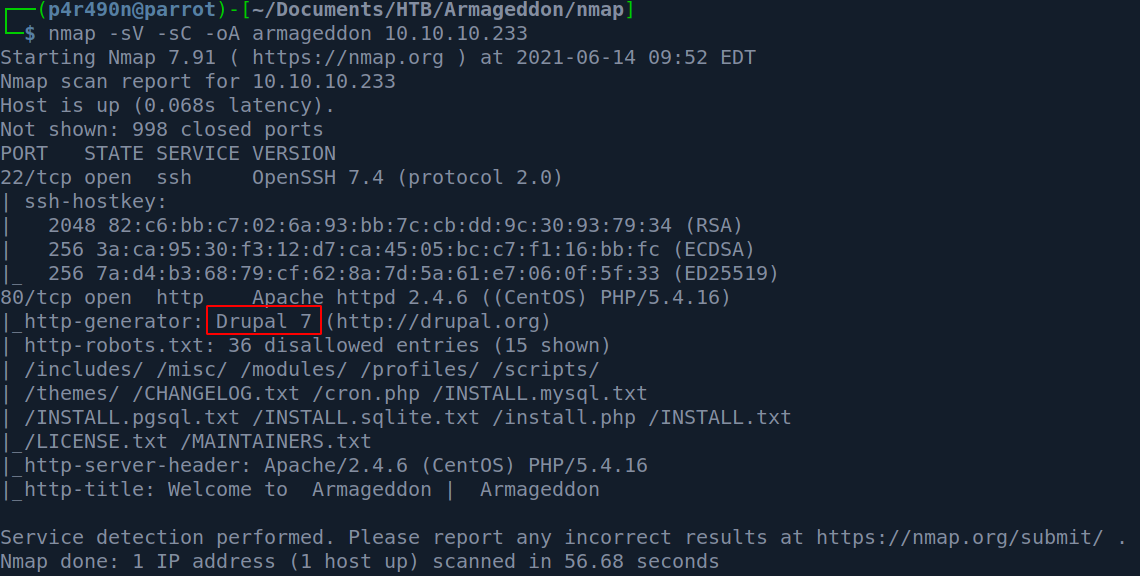 ┌──(p4r490n@parrot)-[~/Documents/HTB/Armageddon/nmap]
└─$ nmap -sV -sC -oA armageddon 10.10.10.233
Starting Nmap 7.91 ( https://nmap.org ) at 2021-06-14 09:52 EDT
Nmap scan report for 10.10.10.233
Host is up (0.068s latency).
Not shown: 998 closed ports
PORT   STATE SERVICE VERSION
22/tcp open  ssh     OpenSSH 7.4 (protocol 2.0)
| ssh-hostkey:
|   2048 82:c6:bb:c7:02:6a:93:bb:7c:cb:dd:9c:30:93:79:34 (RSA)
|   256 3a:ca:95:30:f3:12:d7:ca:45:05:bc:c7:f1:16:bb:fc (ECDSA)
|_  256 7a:d4:b3:68:79:cf:62:8a:7d:5a:61:e7:06:0f:5f:33 (ED25519)
80/tcp open  http    Apache httpd 2.4.6 ((CentOS) PHP/5.4.16)
|_http-generator: Drupal 7 (http://drupal.org)
| http-robots.txt: 36 disallowed entries (15 shown)
| /includes/ /misc/ /modules/ /profiles/ /scripts/
| /themes/ /CHANGELOG.txt /cron.php /INSTALL.mysql.txt
| /INSTALL.pgsql.txt /INSTALL.sqlite.txt /install.php /INSTALL.txt
|_/LICENSE.txt /MAINTAINERS.txt
|_http-server-header: Apache/2.4.6 (CentOS) PHP/5.4.16
|_http-title: Welcome to  Armageddon |  Armageddon
Service detection performed. Please report any incorrect results at https://nmap.org/submit/ .
Nmap done: 1 IP address (1 host up) scanned in 56.68 seconds